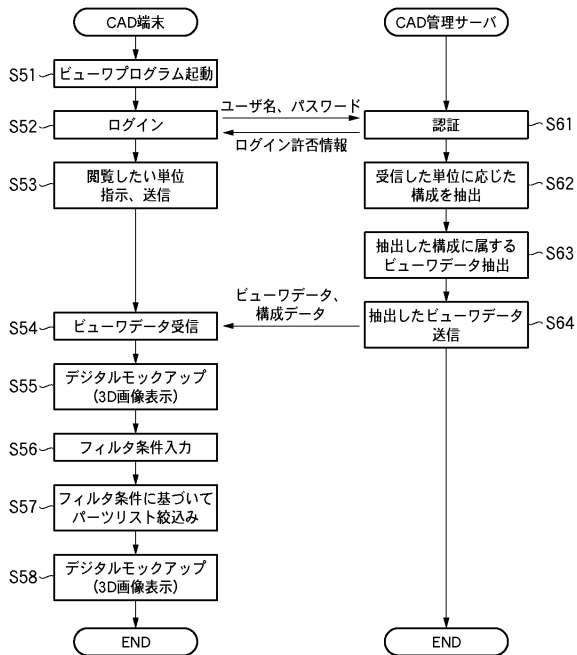 CAD端末
CAD管理サーバ
S51
ビューワプログラム起動
ユーザ名、パスワード
S52
ログイン
認証
S61
ログイン許否情報
S53
閲覧したい単位
指示、送信
受信した単位に応じた
構成を抽出
S62
抽出した構成に属する
ビューワデータ抽出
S63
ビューワデータ、
構成データ
S54
ビューワデータ受信
抽出したビューワデータ
送信
S64
S55
デジタルモックアップ
(3D画像表示)
S56
フィルタ条件入力
S57
フィルタ条件に基づいて
パーツリスト絞込み
S58
デジタルモックアップ
(3D画像表示)
END
END